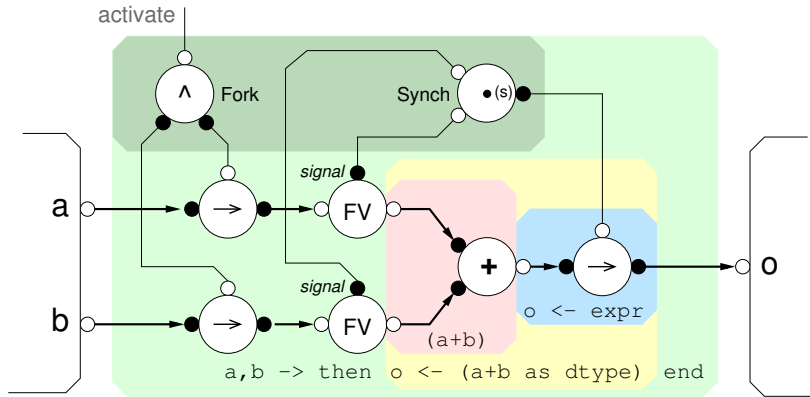 activate
^ Fork
Synch • (s)
signal
a → FV
+ →
o
signal
b → FV
o <- expr
(a+b)
a,b -> then o <- (a+b as dtype) end